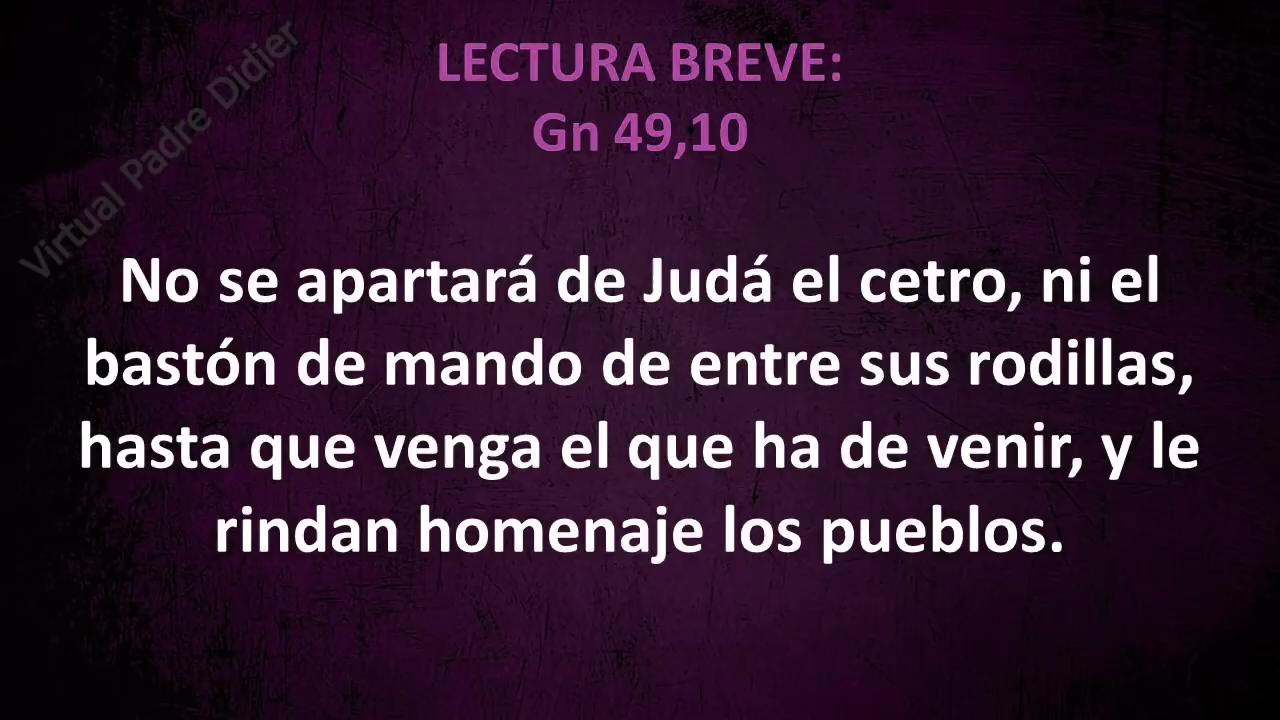 LECTURA BREVE:
Gn 49,10
Virtual Padre Didier
No se apartará de Judá el cetro, ni el
bastón de mando de entre sus rodillas,
hasta que venga el que ha de venir, y le
rindan homenaje los pueblos.